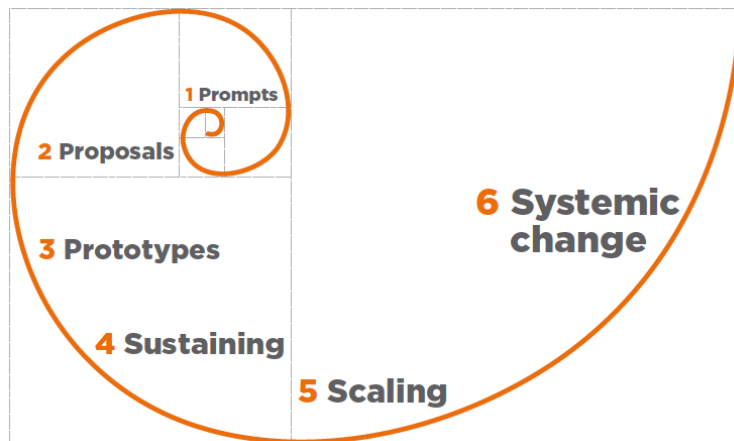 1 Prompts
2 Proposals
3 Prototypes
4 Sustaining
5 Scaling
6 Systemic
change